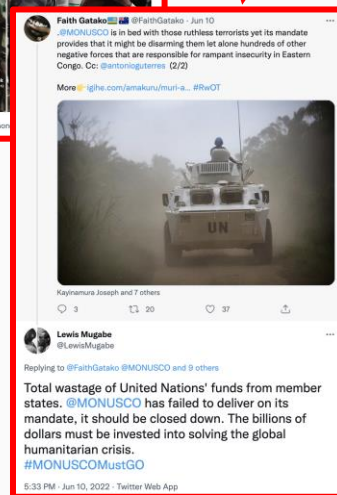 Faith Gatako @FaithGatako · Jun 10
.@MONUSCO is in bed with those ruthless terrorists yet its mandate
provides that it might be disarming them let alone hundreds of other
negative forces that are responsible for rampant insecurity in Eastern
Congo. Cc: @antonioguterres (2/2)
More igihe.com/amakuru/muri-a... #RwOT
UN
Kayinamura Joseph and 7 others
3 20 37
Lewis Mugabe
@LewisMugabe
Replying to @FaithGatako @MONUSCO and 9 others
Total wastage of United Nations' funds from member
states. @MONUSCO has failed to deliver on its
mandate, it should be closed down. The billions of
dollars must be invested into solving the global
humanitarian crisis.
#MONUSCOMustGO
5:33 PM · Jun 10, 2022 · Twitter Web App